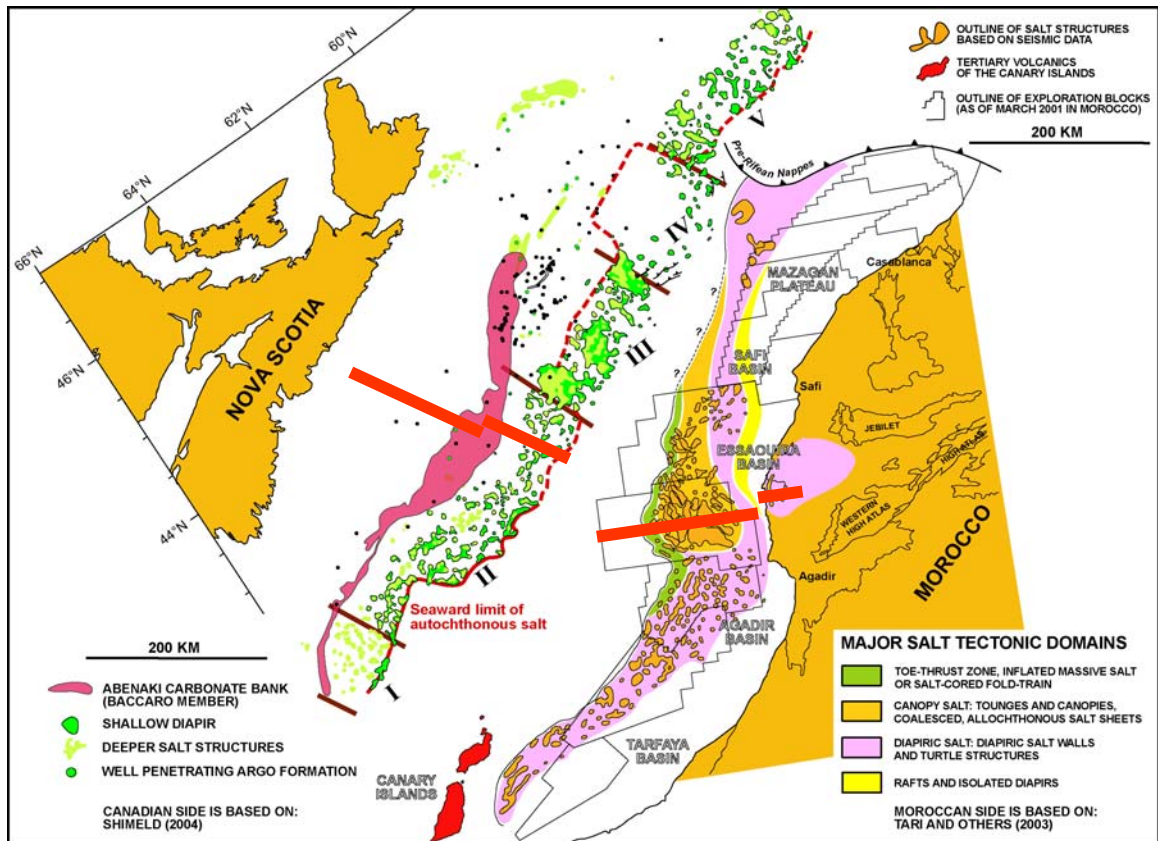 60°N
62°N
64°N
66°N
46°N
44°N
NOVA SCOTIA
OUTLINE OF SALT STRUCTURES
BASED ON SEISMIC DATA
TERTIARY VOLCANICS
OF THE CANARY ISLANDS
OUTLINE OF EXPLORATION BLOCKS
(AS OF MARCH 2001 IN MOROCCO)
200 KM
V
Pre-Rifean Nappes
IV
III
II
I
Casablanca
MAZAGAN
PLATEAU
?
?
?
SAFI
BASIN
Safi
JEBILET
HIGH ATLAS
ESSAOUIRA
BASIN
WESTERN
HIGH ATLAS
MOROCCO
Agadir
AGADIR
BASIN
TARFAYA
BASIN
CANARY
ISLANDS
Seaward limit of
autochthonous salt
200 KM
ABENAKI CARBONATE BANK
(BACCARO MEMBER)
SHALLOW DIAPIR
DEEPER SALT STRUCTURES
WELL PENETRATING ARGO FORMATION
CANADIAN SIDE IS BASED ON:
SHIMELD (2004)
MAJOR SALT TECTONIC DOMAINS
TOE-THRUST ZONE, INFLATED MASSIVE SALT
OR SALT-CORED FOLD-TRAIN
CANOPY SALT: TOUNGES AND CANOPIES,
COALESCED, ALLOCHTHONOUS SALT SHEETS
DIAPIRIC SALT: DIAPIRIC SALT WALLS
AND TURTLE STRUCTURES
RAFTS AND ISOLATED DIAPIRS
MOROCCAN SIDE IS BASED ON:
TARI AND OTHERS (2003)